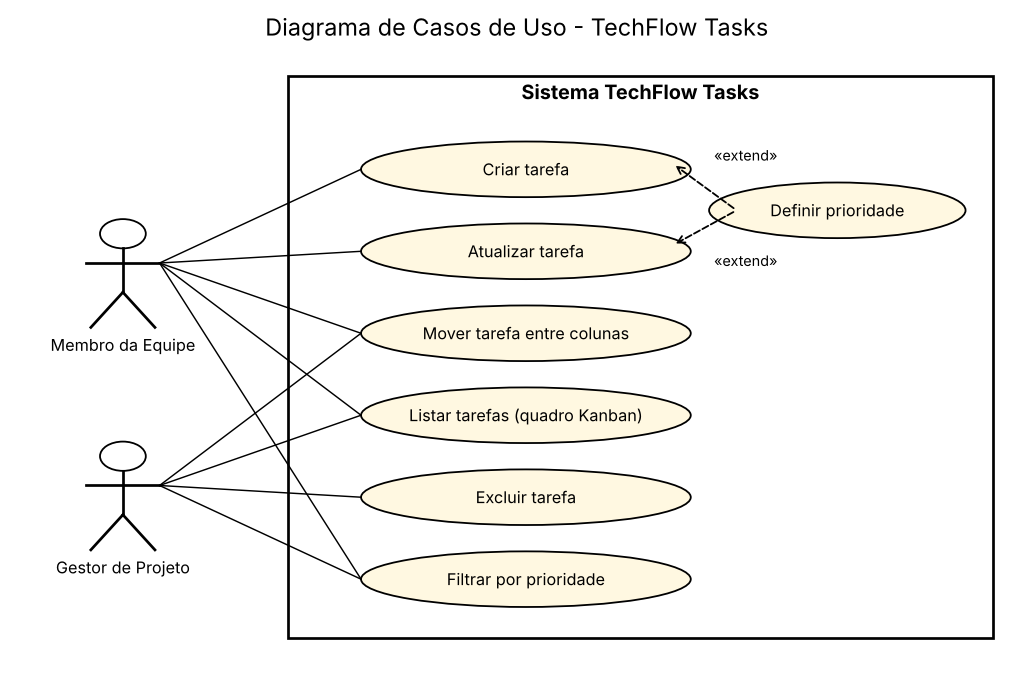 Diagrama de Casos de Uso - TechFlow Tasks
Sistema TechFlow Tasks
Criar tarefa
«extend»
Definir prioridade
Atualizar tarefa
«extend»
Mover tarefa entre colunas
Membro da Equipe
Listar tarefas (quadro Kanban)
Excluir tarefa
Gestor de Projeto
Filtrar por prioridade